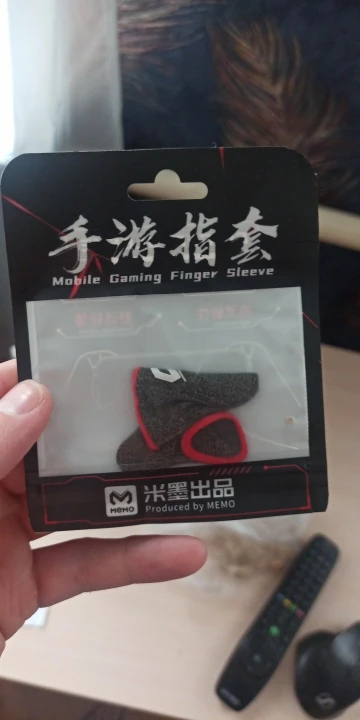 手游指套
Mobile Gaming Finger Sleeve
MEMO
米墨出品
Produced by MEMO